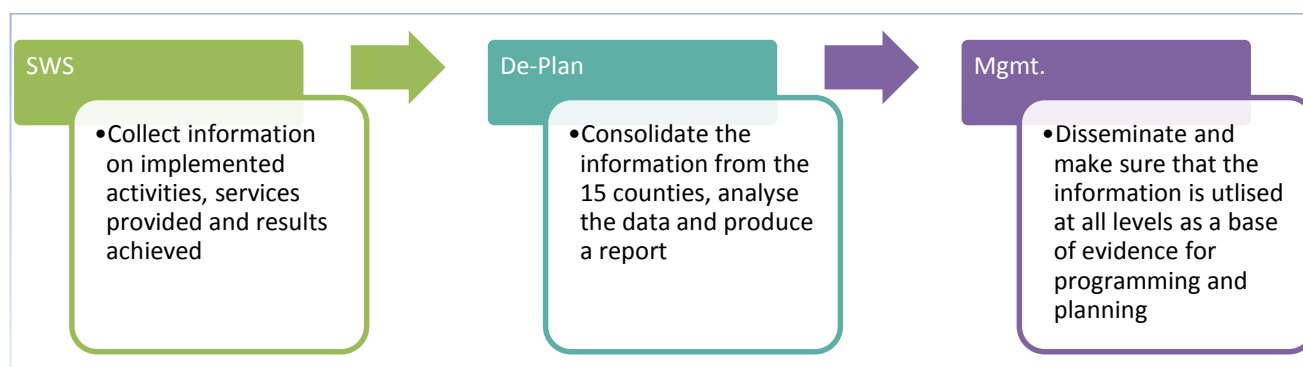 SWS
•Collect information
on implemented
activities, services
provided and results
achieved
De-Plan
•Consolidate the
information from the
15 counties, analyse
the data and produce
a report
Mgmt.
•Disseminate and
make sure that the
information is utlised
at all levels as a base
of evidence for
programming and
planning